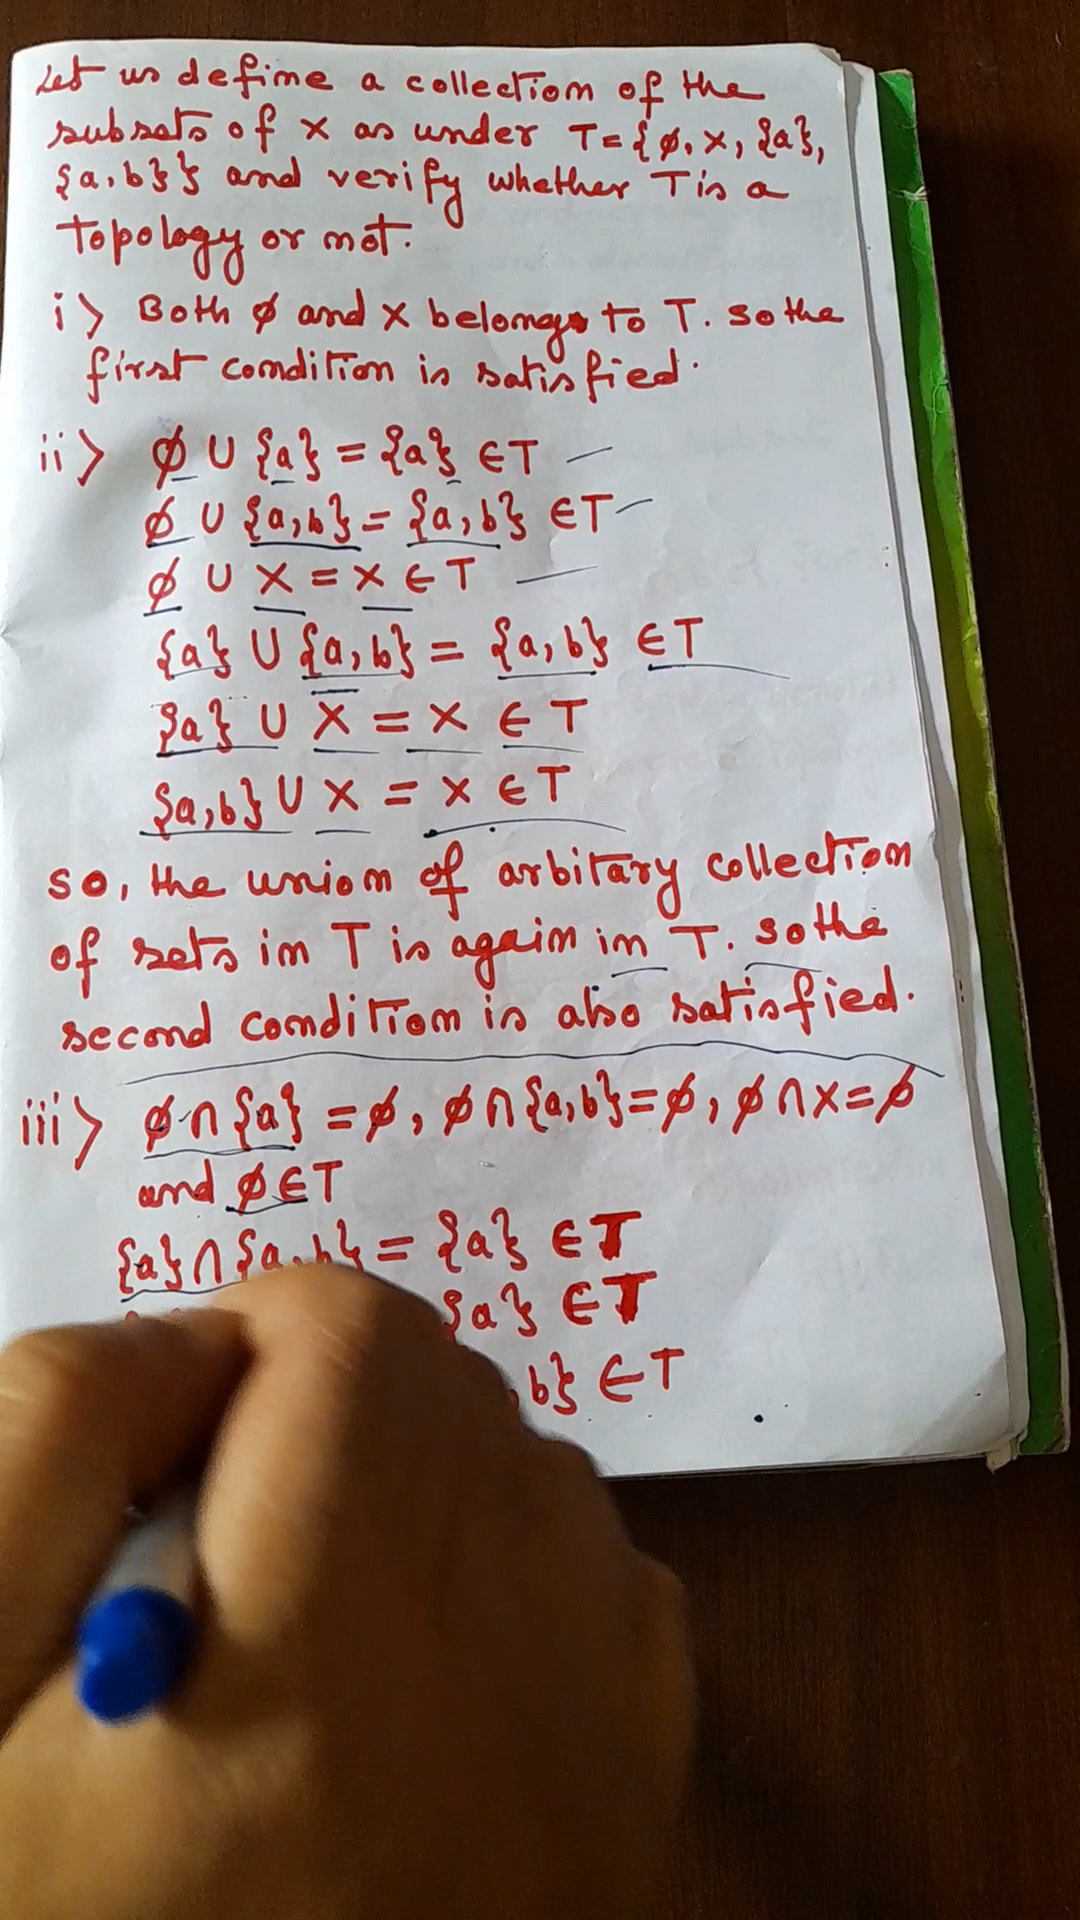 Let us define a collection of the
subsets of X as under T={ϕ, X, {a},
{a,b}} and verify whether T is a
topology or not.
i> Both ϕ and X belongs to T. so the
first condition is satisfied.
ii> ϕ ∪ {a} = {a} ∈T
ϕ ∪ {a,b} = {a,b} ∈T
ϕ ∪ X = X ∈ T
{a} ∪ {a,b} = {a,b} ∈T
{a} ∪ X = X ∈ T
{a,b} ∪ X = X ∈T
so, the union of arbitary collection
of sets in T is again in T. so the
second condition is also satisfied.
iii> ϕ∩{a} = ϕ, ϕ∩{a,b}=ϕ, ϕ∩X=ϕ
and ϕ∈T
{a}∩{a,b} = {a} ∈T
{a} ∈T
b} ∈T